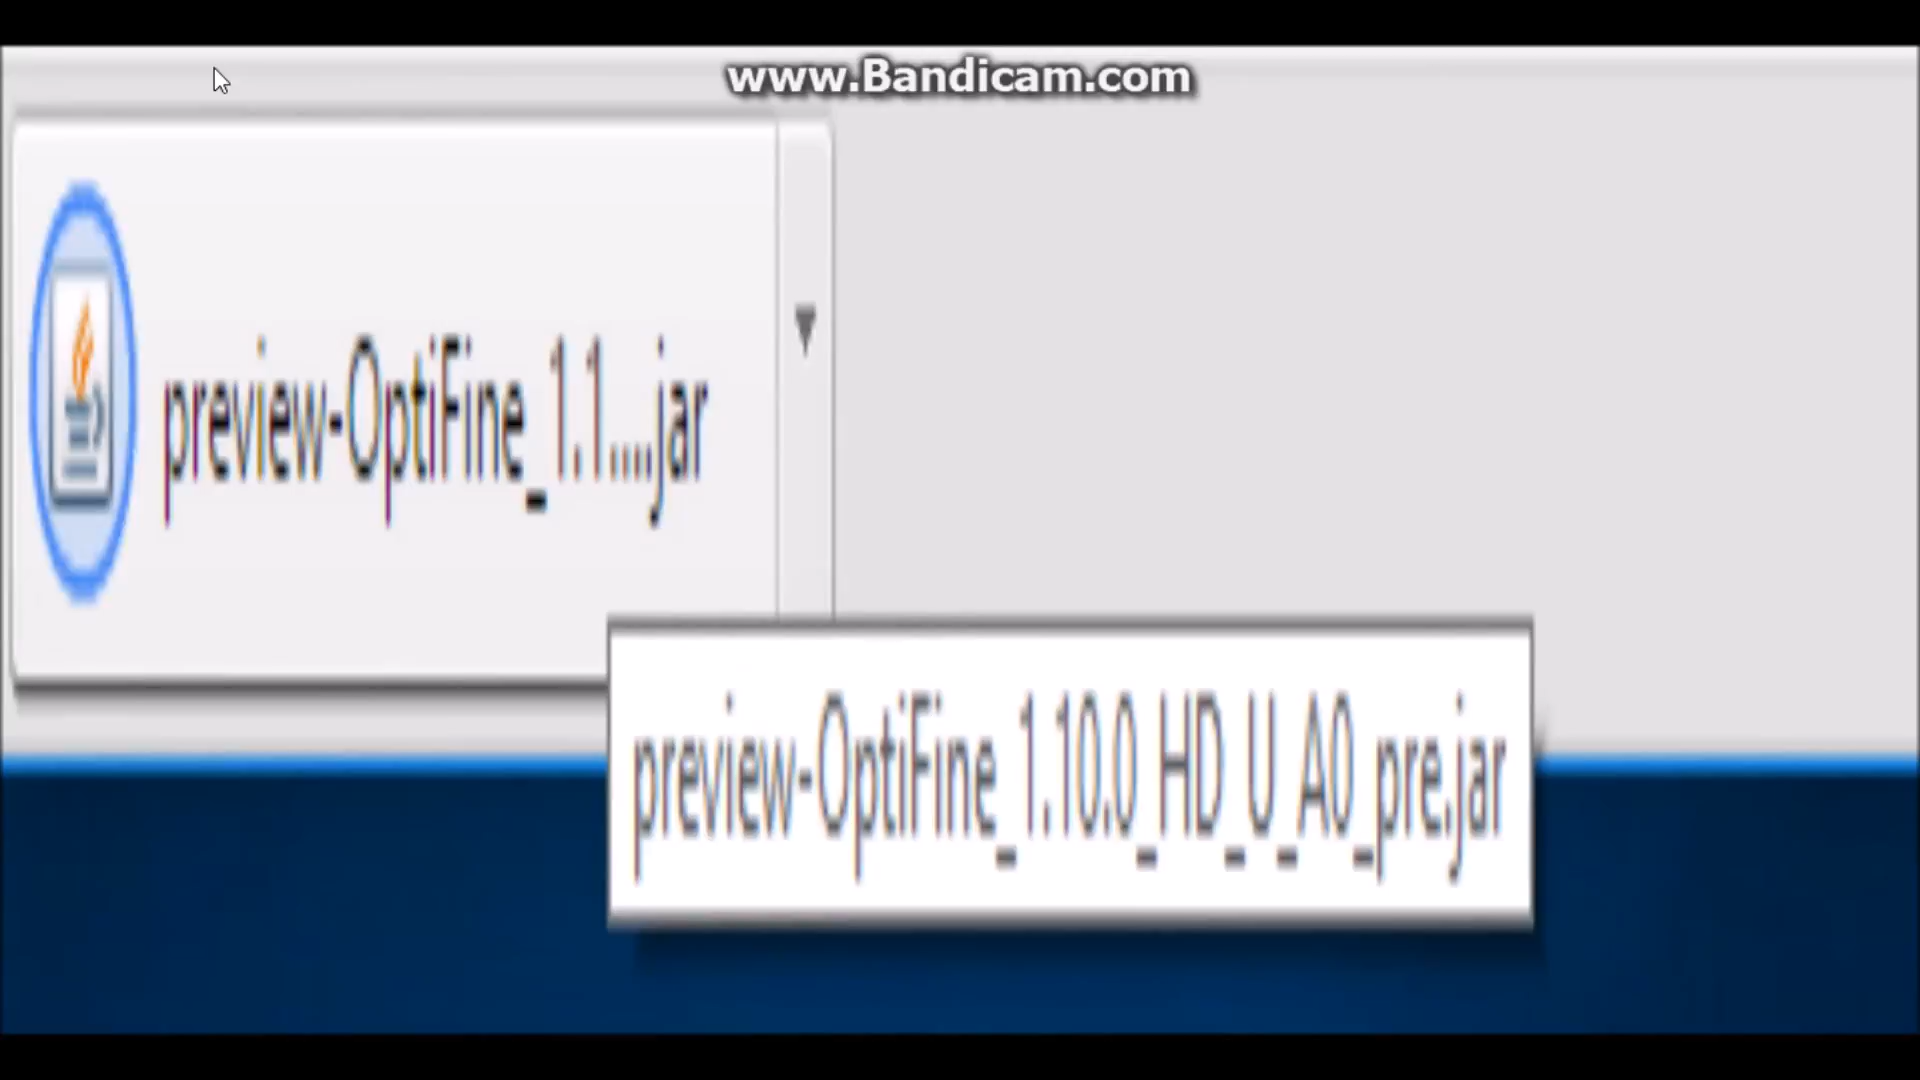 www.Bandicam.com
preview-OptiFine_1.1....jar
preview-OptiFine_1.10.0_HD_U_A0_pre.jar